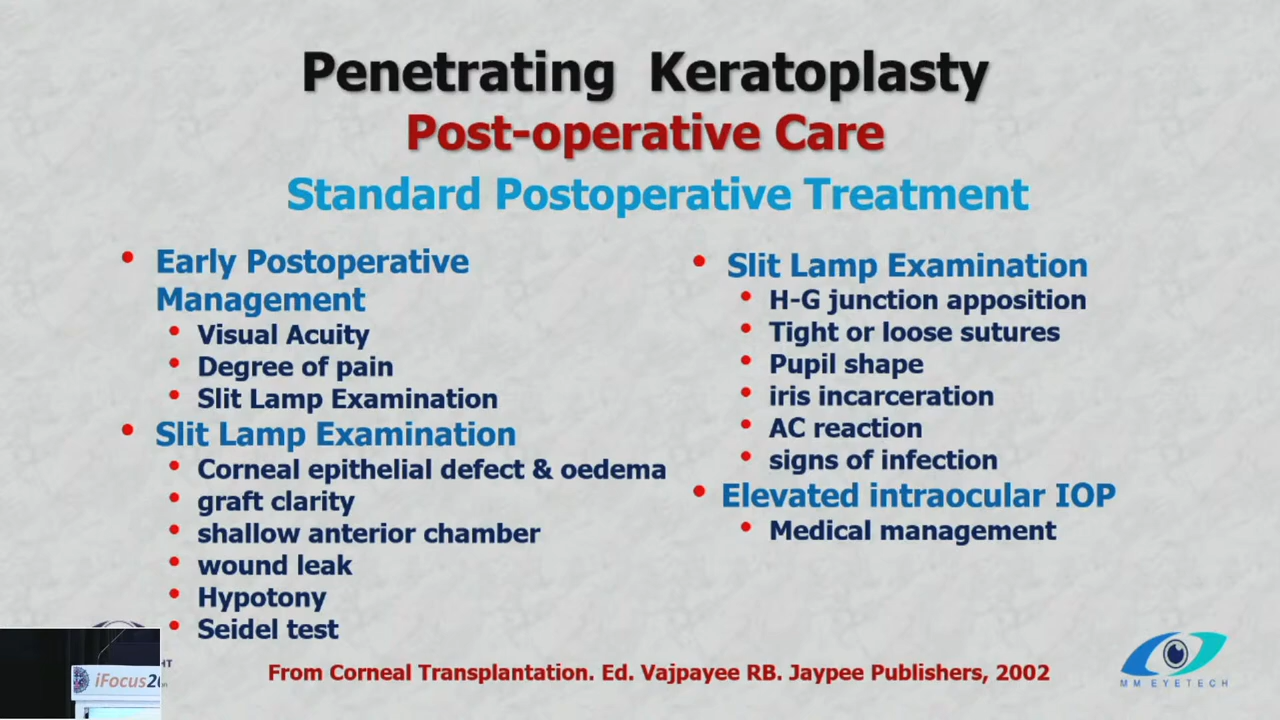 Penetrating Keratoplasty
Post-operative Care
Standard Postoperative Treatment
• Early Postoperative
Management
• Visual Acuity
• Degree of pain
• Slit Lamp Examination
• Slit Lamp Examination
• Corneal epithelial defect & oedema
• graft clarity
• shallow anterior chamber
• wound leak
• Hypotony
• Seidel test
• Slit Lamp Examination
• H-G junction apposition
• Tight or loose sutures
• Pupil shape
• iris incarceration
• AC reaction
• signs of infection
• Elevated intraocular IOP
• Medical management
From Corneal Transplantation. Ed. Vajpayee RB. Jaypee Publishers, 2002
MM EYETECH